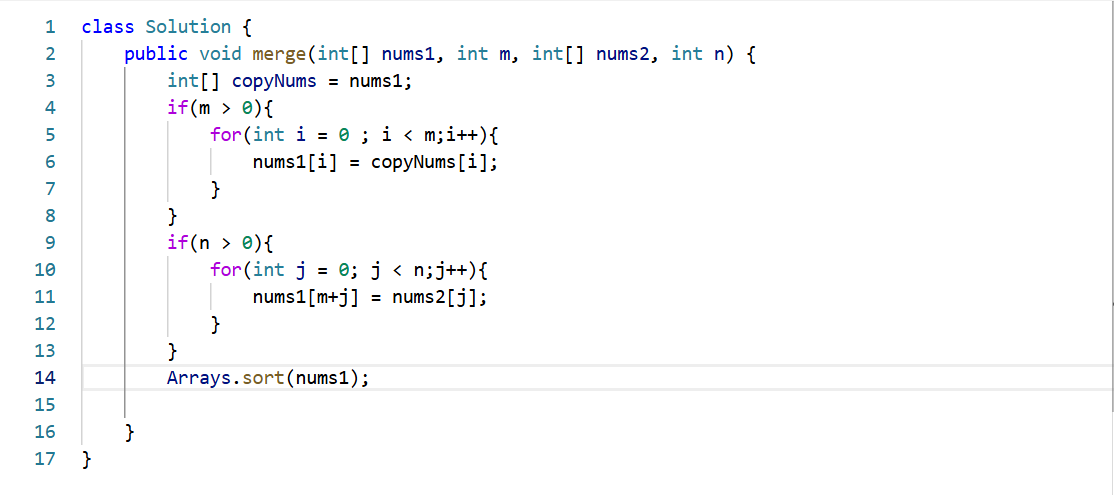 1 class Solution {
2 public void merge(int[] nums1, int m, int[] nums2, int n) {
3 int[] copyNums = nums1;
4 if(m > 0){
5 for(int i = 0 ; i < m;i++){
6 nums1[i] = copyNums[i];
7 }
8 }
9 if(n > 0){
10 for(int j = 0; j < n;j++){
11 nums1[m+j] = nums2[j];
12 }
13 }
14 Arrays.sort(nums1);
15
16 }
17 }